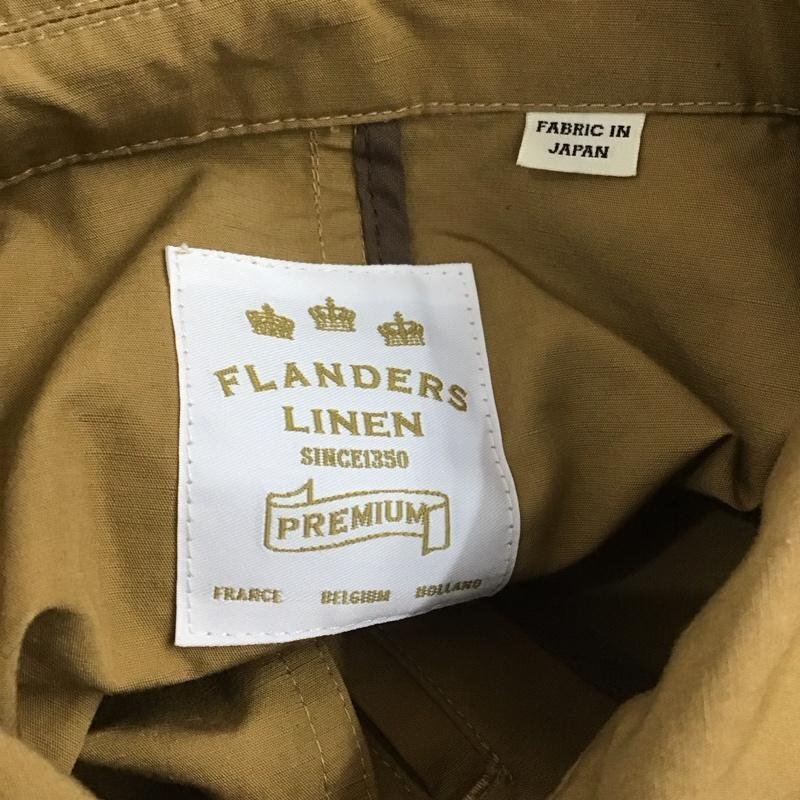 FABRIC IN
JAPAN
FLANDERS
LINEN
SINCE1350
PREMIUM
FRANCE BELGIUM HOLLAND